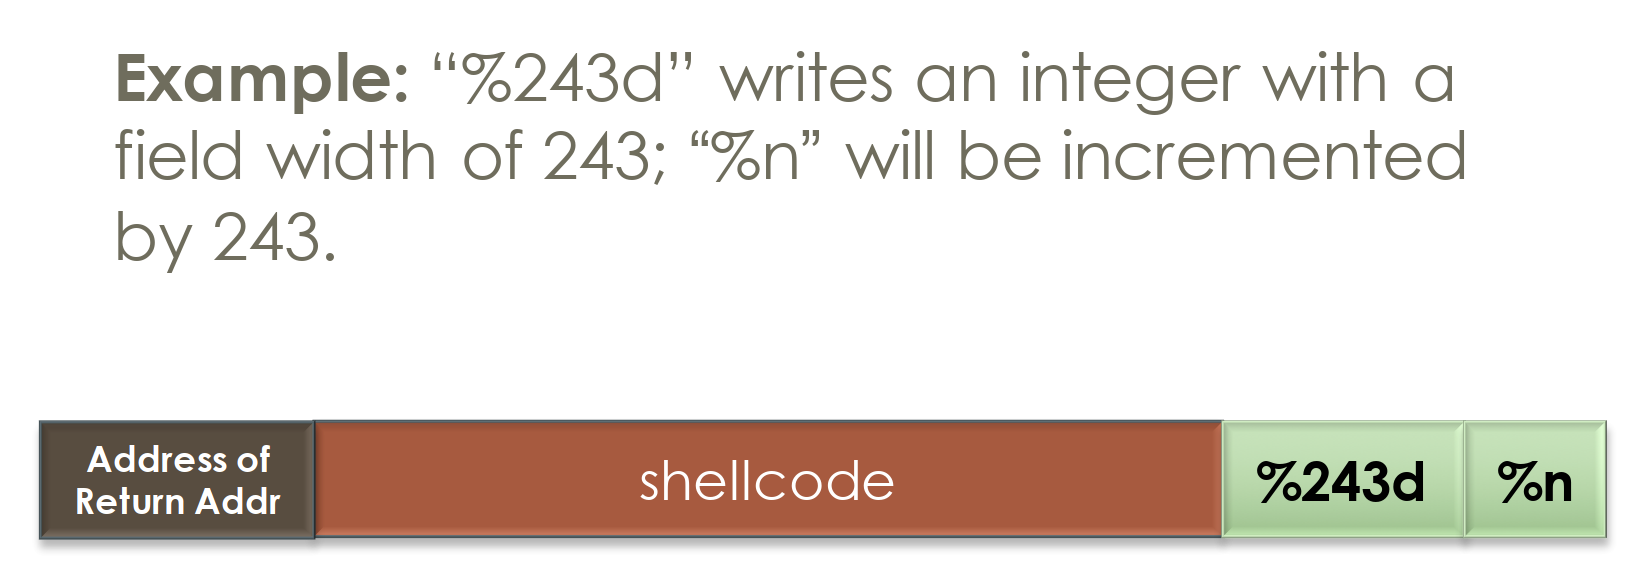 Example: “%243d” writes an integer with a
field width of 243; “%n” will be incremented
by 243.
Address of
Return Addr
shellcode
%243d
%n